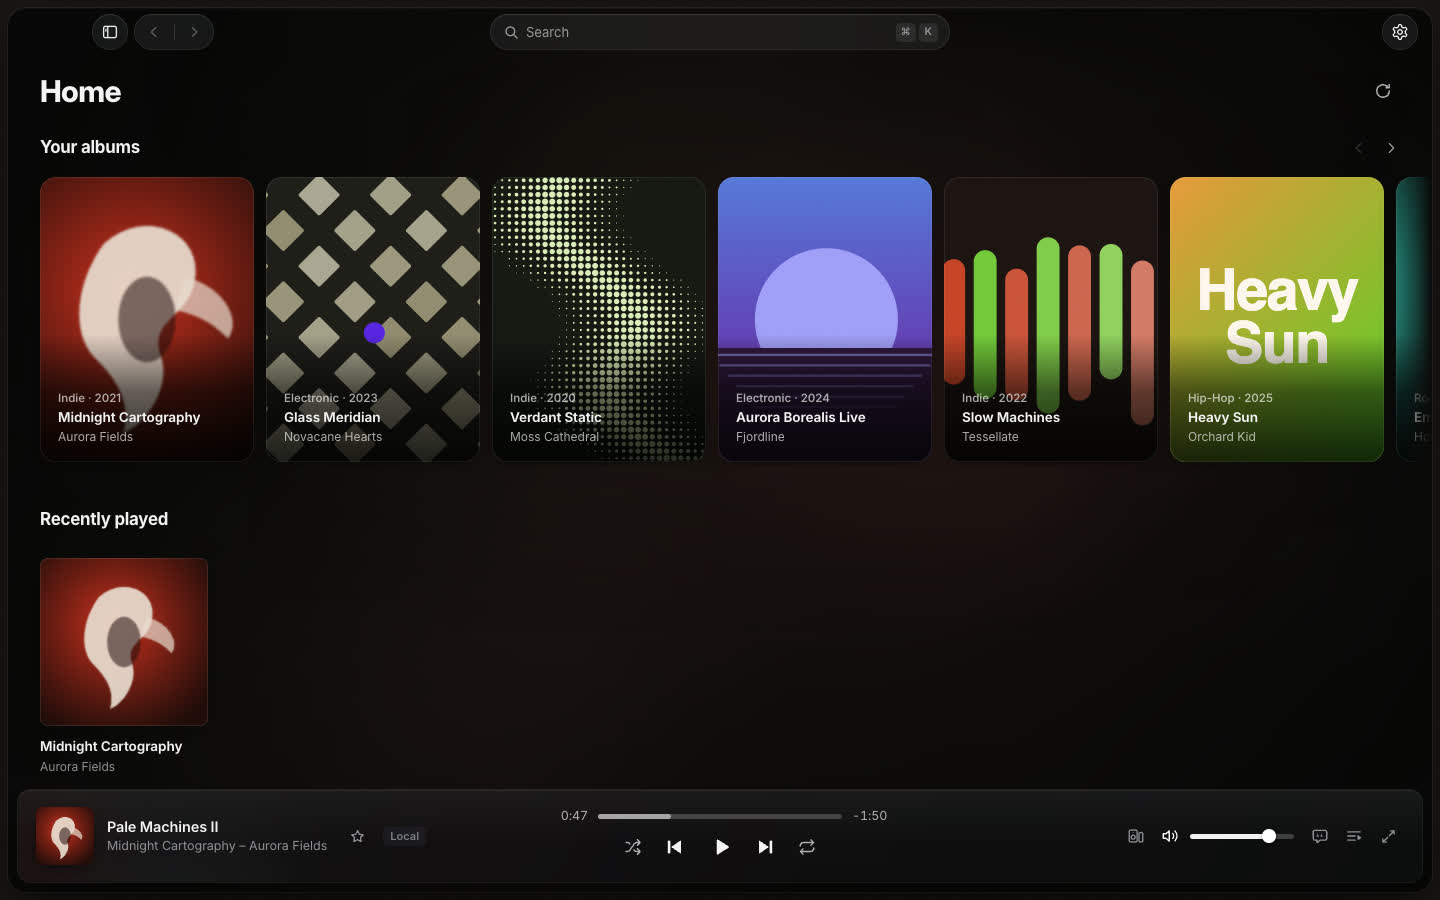 Search
⌘ K
Home
Your albums
Heavy
Sun
Indie · 2021
Midnight Cartography
Aurora Fields
Electronic · 2023
Glass Meridian
Novacane Hearts
Indie · 2020
Verdant Static
Moss Cathedral
Electronic · 2024
Aurora Borealis Live
Fjordline
Indie · 2022
Slow Machines
Tessellate
Hip-Hop · 2025
Heavy Sun
Orchard Kid
Recently played
Midnight Cartography
Aurora Fields
Pale Machines II
Midnight Cartography – Aurora Fields
Local
0:47
-1:50